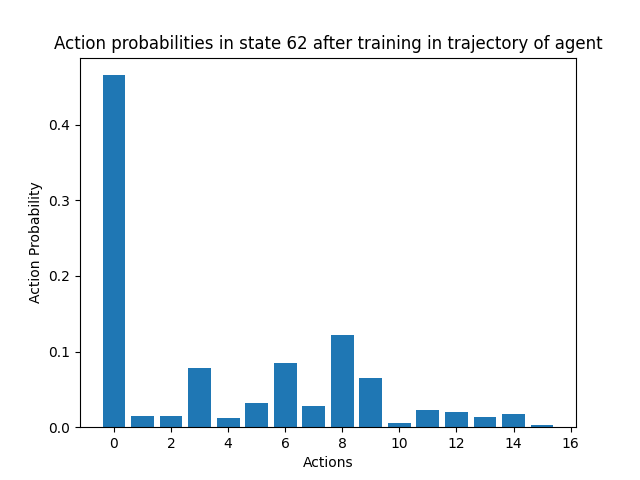 Action probabilities in state 62 after training in trajectory of agent
Action Probability
0.4
0.3
0.2
0.1
0.0
0 2 4 6 8 10 12 14 16
Actions